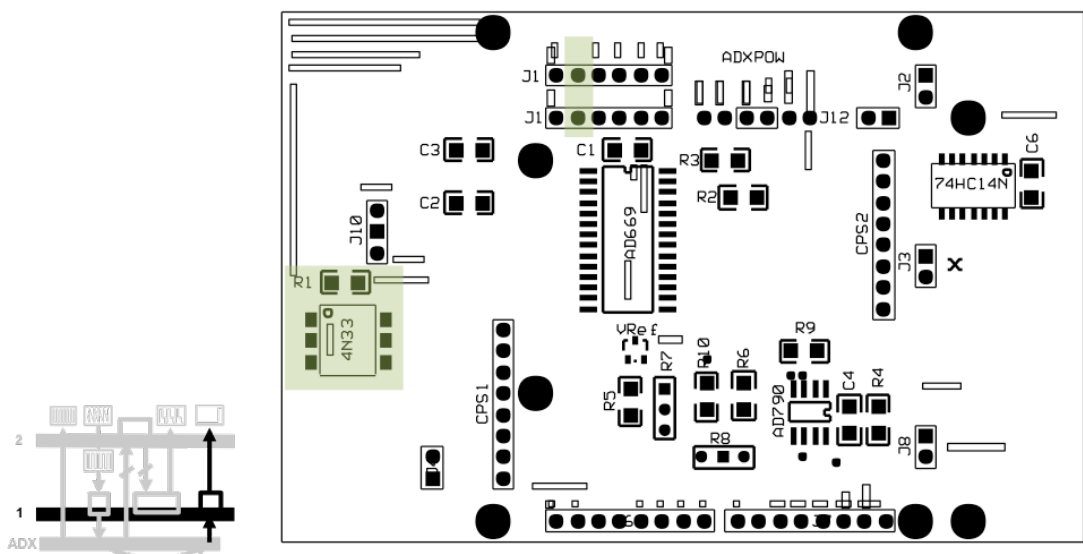 ADXPOW
J1
J2
J1
J12
C3
C1
R3
C6
74HC14N
C2
R2
J10
AD669
CPS2
J3
x
R1
4N33
VRef
R9
R7
R10
R6
CPS1
R5
AD790
C4
R4
R8
J8
2
1
ADX